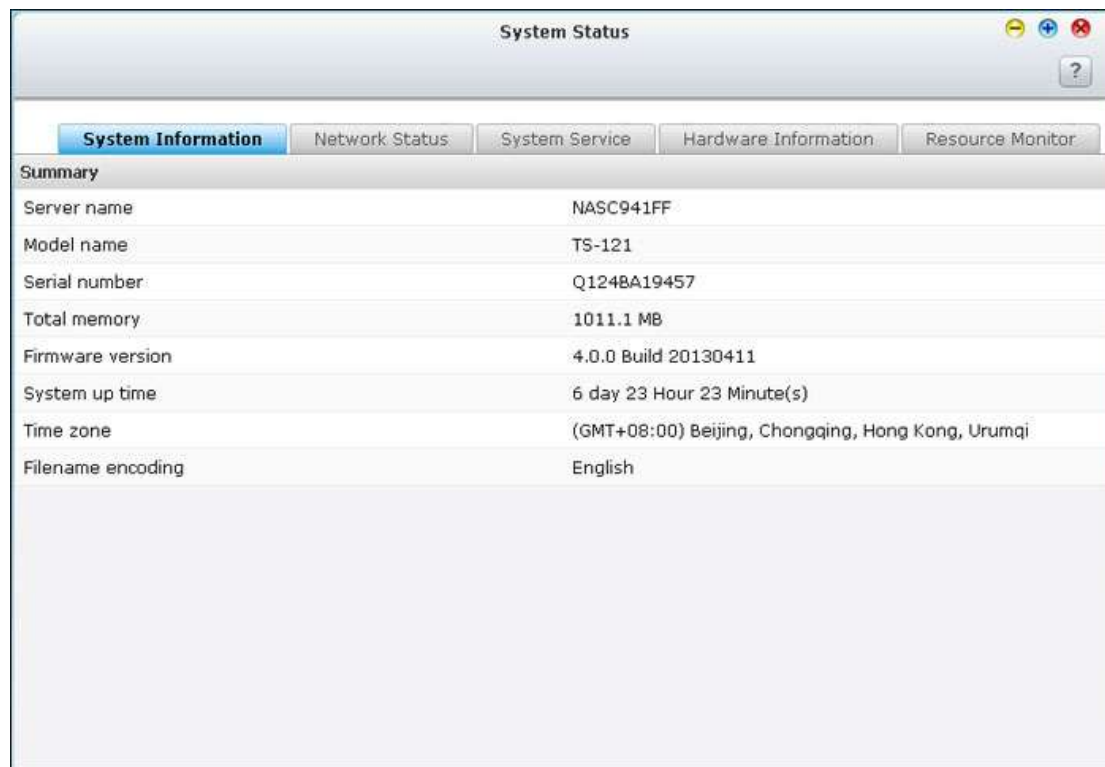 System Status
?
System Information Network Status System Service Hardware Information Resource Monitor
Summary
Server name NASC941FF
Model name TS-121
Serial number Q124BA19457
Total memory 1011.1 MB
Firmware version 4.0.0 Build 20130411
System up time 6 day 23 Hour 23 Minute(s)
Time zone (GMT+08:00) Beijing, Chongqing, Hong Kong, Urumqi
Filename encoding English